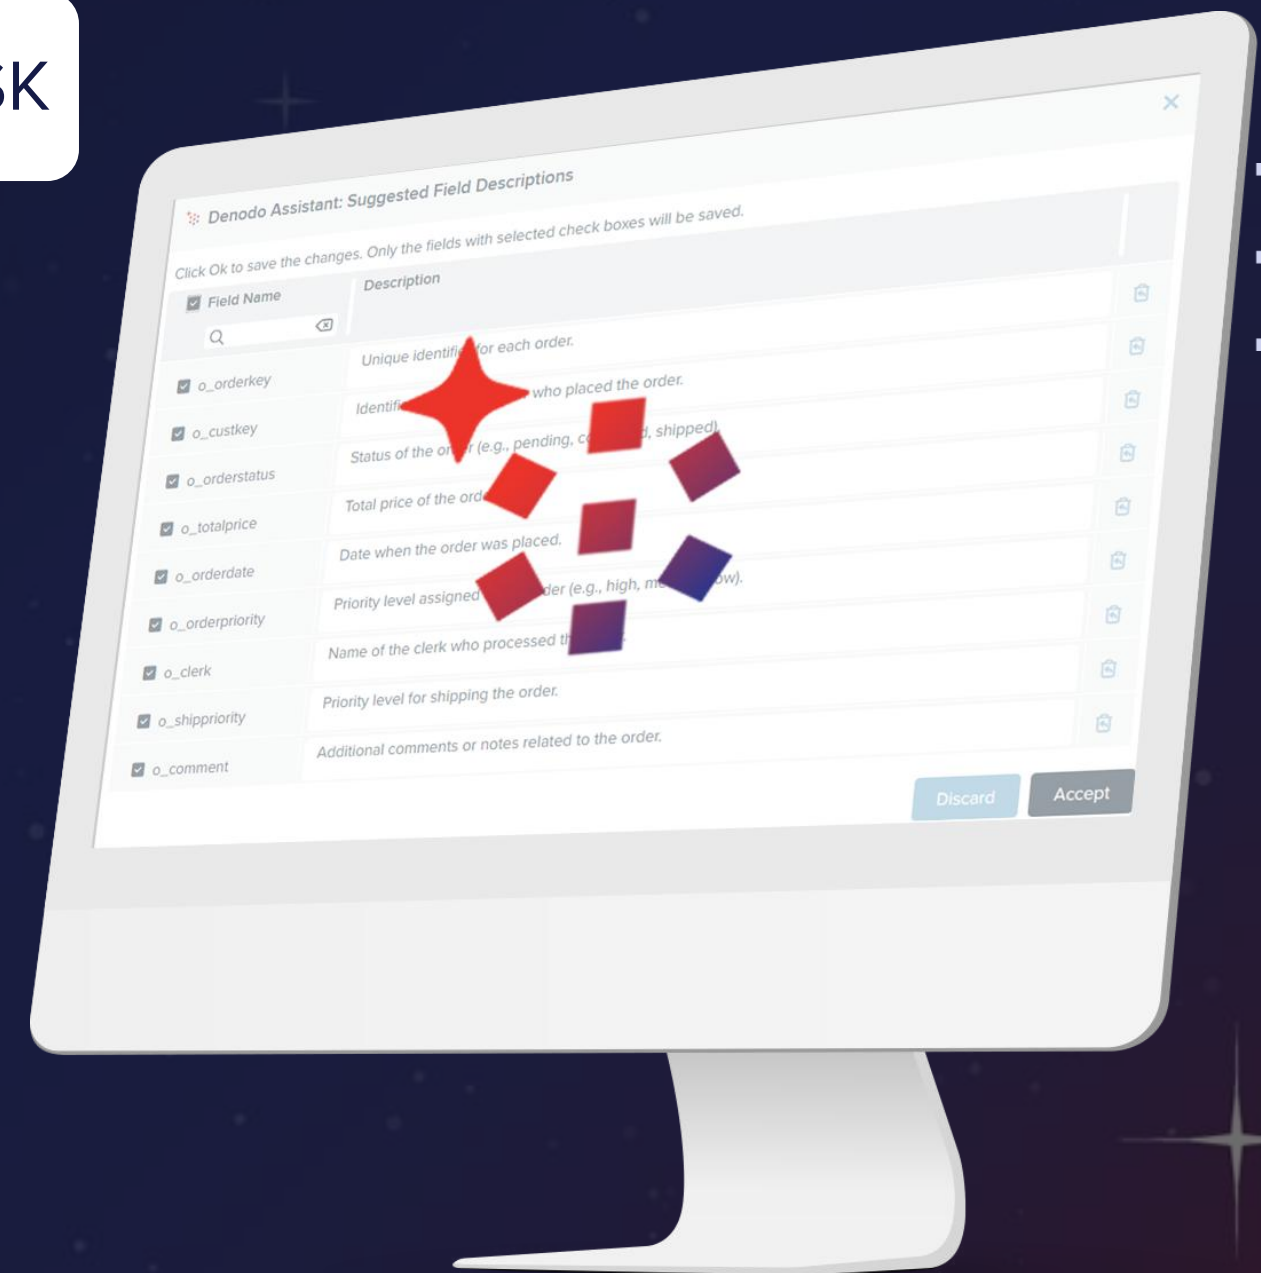 SK
Denodo Assistant: Suggested Field Descriptions
Click Ok to save the changes. Only the fields with selected check boxes will be saved.
Field Name Description
o_orderkey Unique identifi for each order.
o_custkey Identifi who placed the order.
o_orderstatus Status of the or r (e.g., pending, co d, shipped).
o_totalprice Total price of the ord
o_orderdate Date when the order was placed.
o_orderpriority Priority level assigned der (e.g., high, me ow).
o_clerk Name of the clerk who processed th
o_shippriority Priority level for shipping the order.
o_comment Additional comments or notes related to the order.
Discard Accept